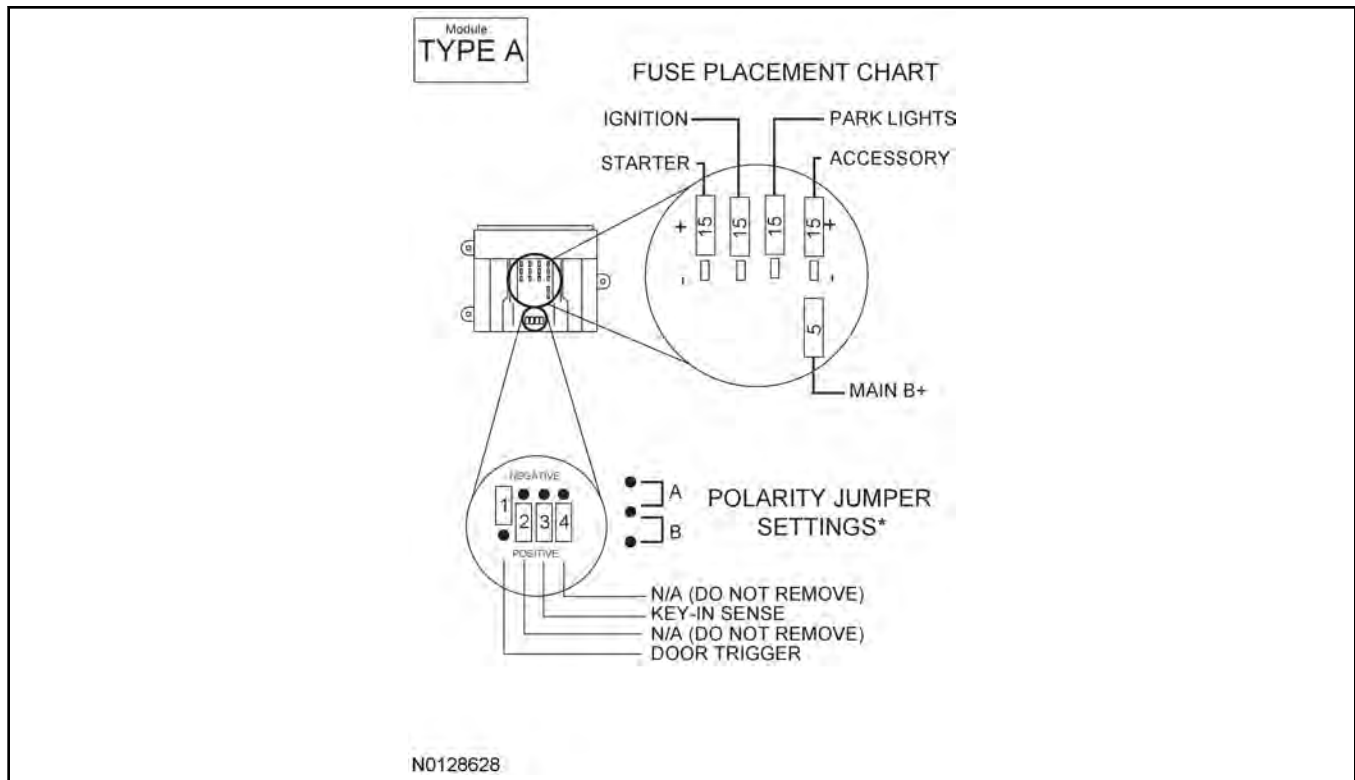 Module
TYPE A
FUSE PLACEMENT CHART
IGNITION
PARK LIGHTS
STARTER
ACCESSORY
+ 15 15 15 15 +
- -
5
MAIN B+
NEGATIVE
1 2 3 4
POSITIVE
A
B
POLARITY JUMPER
SETTINGS*
N/A (DO NOT REMOVE)
KEY-IN SENSE
N/A (DO NOT REMOVE)
DOOR TRIGGER
N0128628